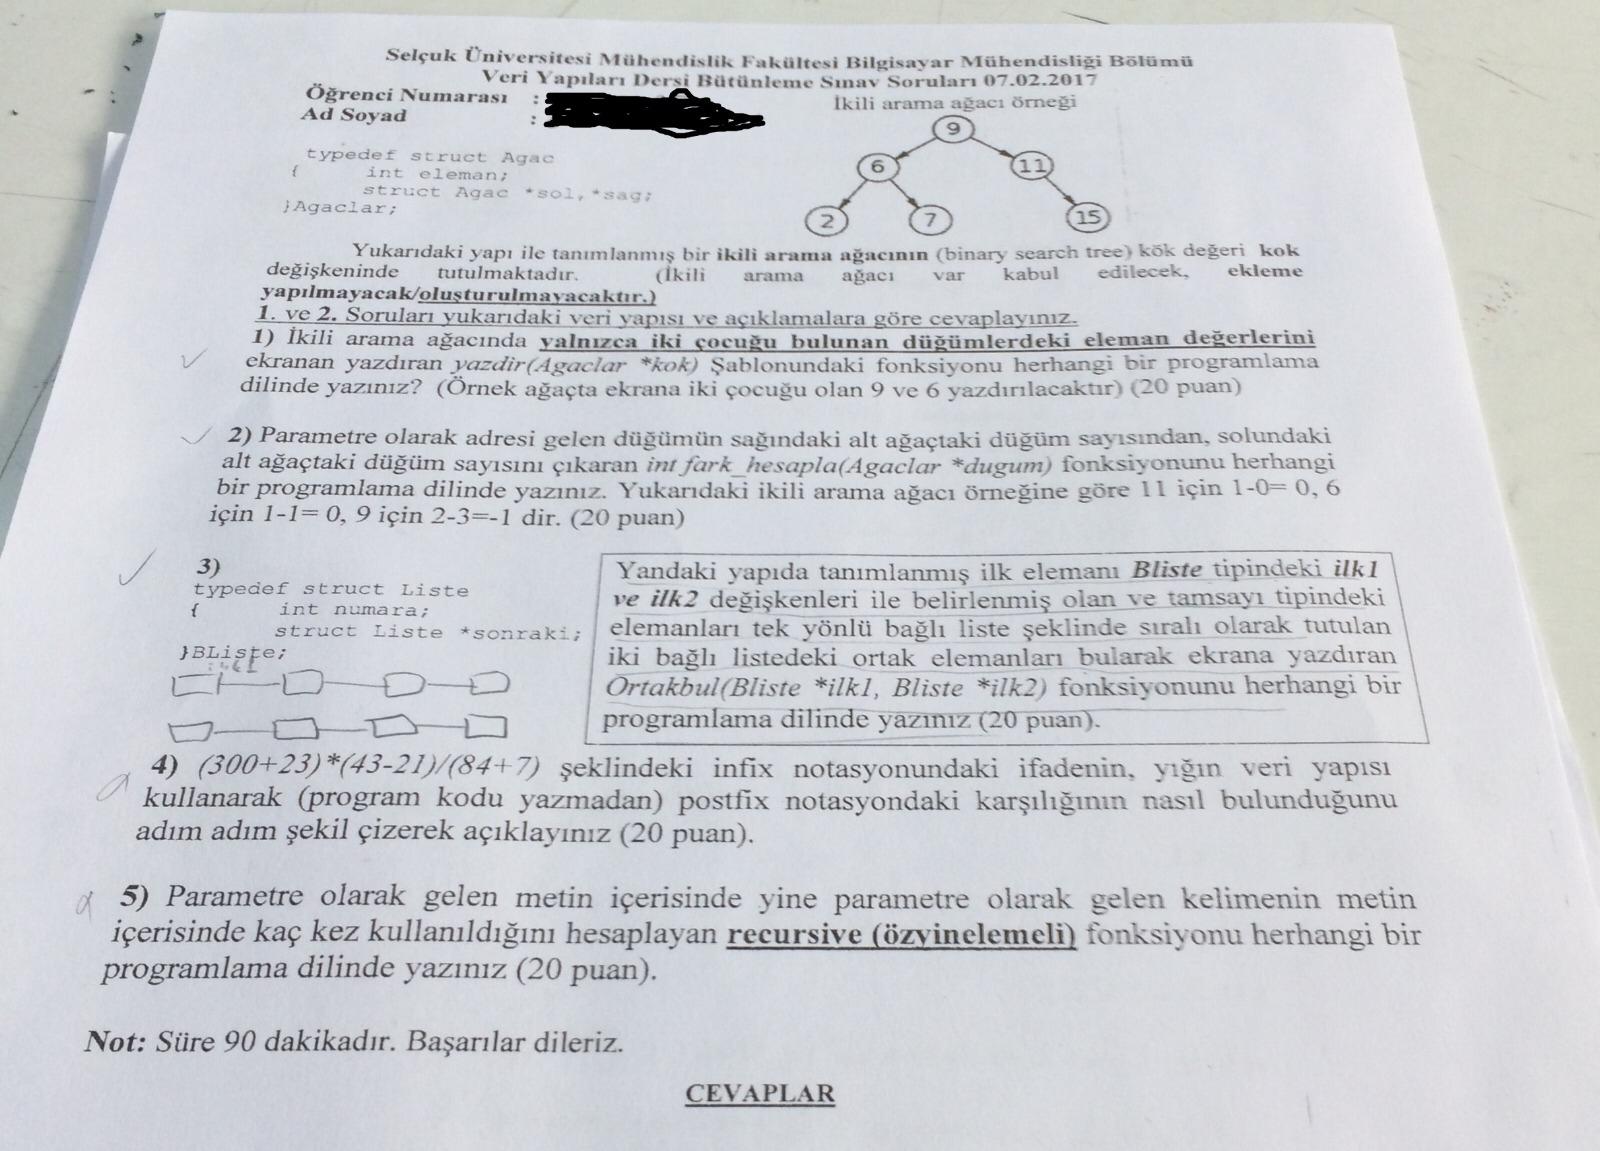 Selçuk Üniversitesi Mühendislik Fakültesi Bilgisayar Mühendisliği Bölümü
Veri Yapıları Dersi Bütünleme Sınav Soruları 07.02.2017
Öğrenci Numarası :
Ad Soyad :
İkili arama ağacı örneği
9
6
11
2
7
15
typedef struct Agac
{ int eleman;
struct Agac *sol,*sag;
}Agaclar;
Yukarıdaki yapı ile tanımlanmış bir ikili arama ağacının (binary search tree) kök değeri kok
değişkeninde tutulmaktadır. (İkili arama ağacı var kabul edilecek, ekleme
yapılmayacak/oluşturulmayacaktır.)
1. ve 2. Soruları yukarıdaki veri yapısı ve açıklamalara göre cevaplayınız.
1) İkili arama ağacında yalnızca iki çocuğu bulunan düğümlerdeki eleman değerlerini
ekranan yazdıran yazdir(Agaclar *kok) Şablonundaki fonksiyonu herhangi bir programlama
dilinde yazınız? (Örnek ağaçta ekrana iki çocuğu olan 9 ve 6 yazdırılacaktır) (20 puan)
2) Parametre olarak adresi gelen düğümün sağındaki alt ağaçtaki düğüm sayısından, solundaki
alt ağaçtaki düğüm sayısını çıkaran int fark_hesapla(Agaclar *dugum) fonksiyonunu herhangi
bir programlama dilinde yazınız. Yukarıdaki ikili arama ağacı örneğine göre 11 için 1-0= 0, 6
için 1-1= 0, 9 için 2-3=-1 dir. (20 puan)
3)
typedef struct Liste
{ int numara;
struct Liste *sonraki;
}BListe;
Yandaki yapıda tanımlanmış ilk elemanı Bliste tipindeki ilk1
ve ilk2 değişkenleri ile belirlenmiş olan ve tamsayı tipindeki
elemanları tek yönlü bağlı liste şeklinde sıralı olarak tutulan
iki bağlı listedeki ortak elemanları bularak ekrana yazdıran
Ortakbul(Bliste *ilk1, Bliste *ilk2) fonksiyonunu herhangi bir
programlama dilinde yazınız (20 puan).
4) (300+23)*(43-21)/(84+7) şeklindeki infix notasyonundaki ifadenin, yığın veri yapısı
kullanarak (program kodu yazmadan) postfix notasyondaki karşılığının nasıl bulunduğunu
adım adım şekil çizerek açıklayınız (20 puan).
5) Parametre olarak gelen metin içerisinde yine parametre olarak gelen kelimenin metin
içerisinde kaç kez kullanıldığını hesaplayan recursive (özyinelemeli) fonksiyonu herhangi bir
programlama dilinde yazınız (20 puan).
Not: Süre 90 dakikadır. Başarılar dileriz.
CEVAPLAR